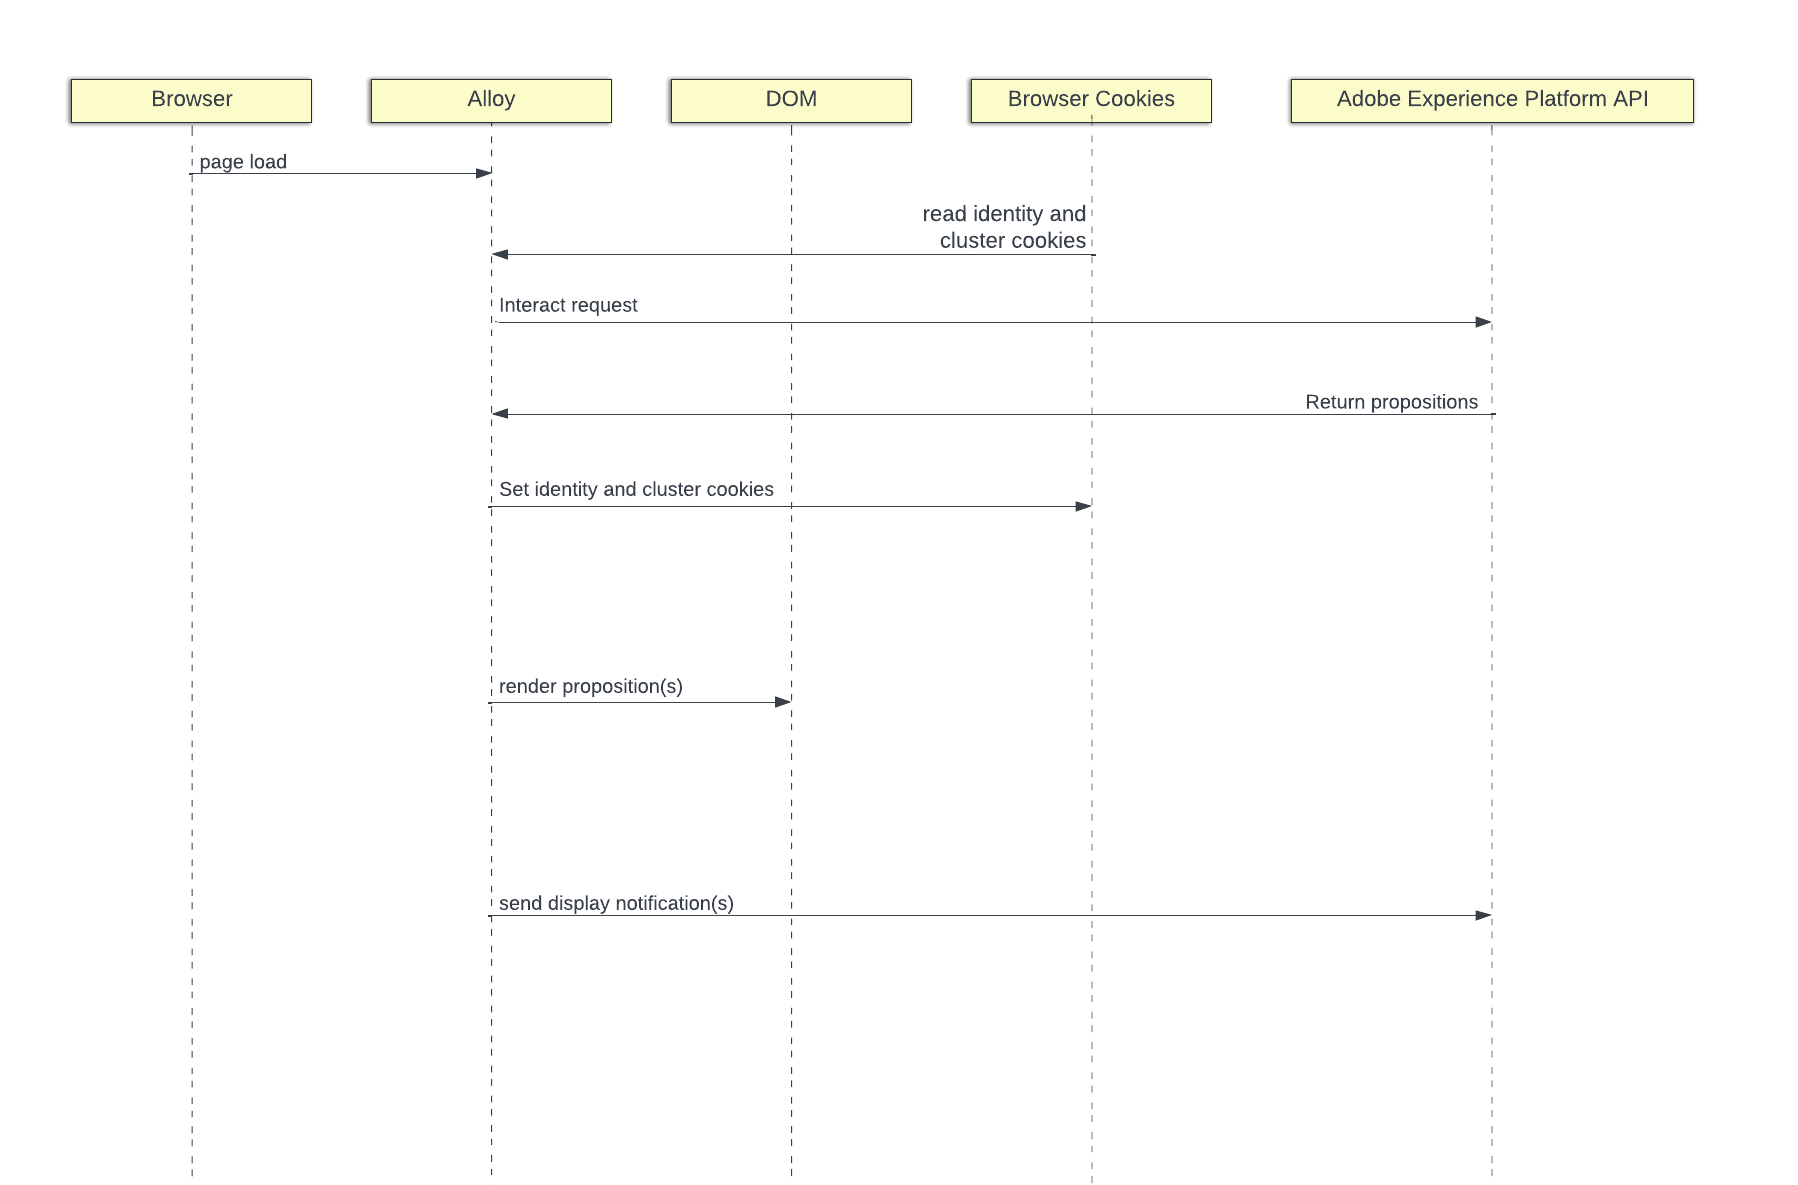 Browser
Alloy
DOM
Browser Cookies
Adobe Experience Platform API
page load
read identity and
cluster cookies
Interact request
Return propositions
Set identity and cluster cookies
render proposition(s)
send display notification(s)